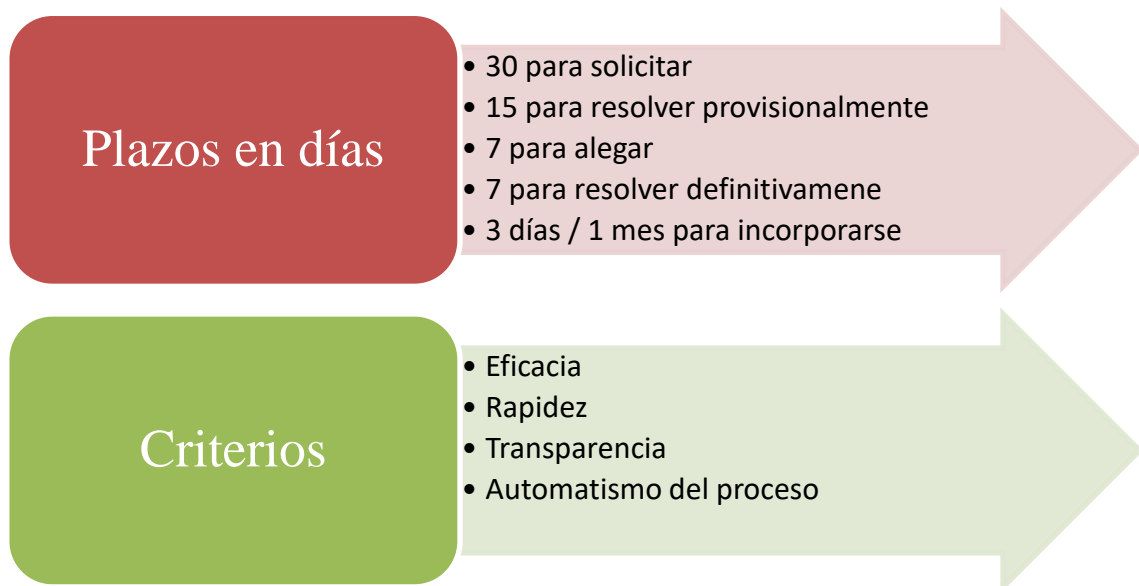 Plazos en días
• 30 para solicitar
• 15 para resolver provisionalmente
• 7 para alegar
• 7 para resolver definitivamene
• 3 días / 1 mes para incorporarse
Criterios
• Eficacia
• Rapidez
• Transparencia
• Automatismo del proceso